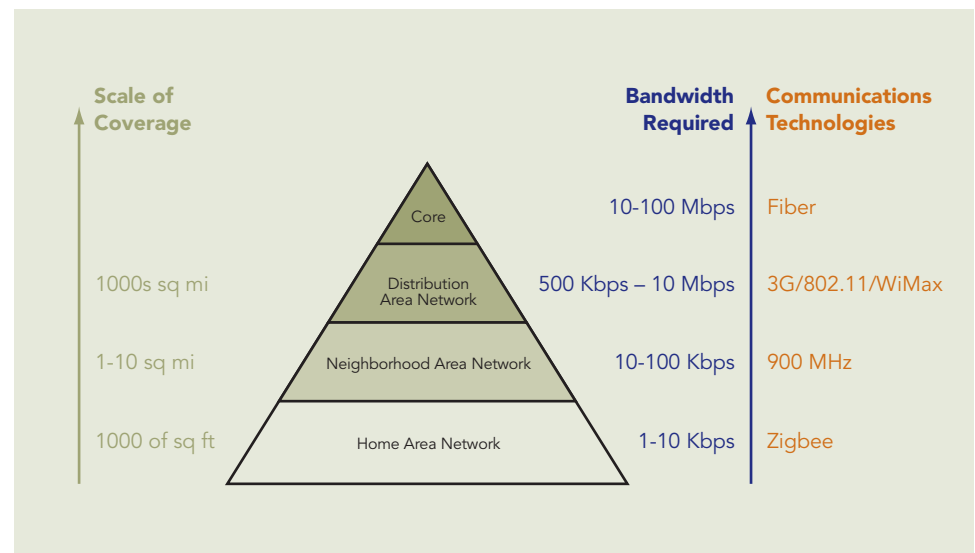 Scale of
Coverage
Bandwidth
Required
Communications
Technologies
Core
10-100 Mbps
Fiber
1000s sq mi
Distribution
Area Network
500 Kbps – 10 Mbps
3G/802.11/WiMax
1-10 sq mi
Neighborhood Area Network
10-100 Kbps
900 MHz
1000 of sq ft
Home Area Network
1-10 Kbps
Zigbee